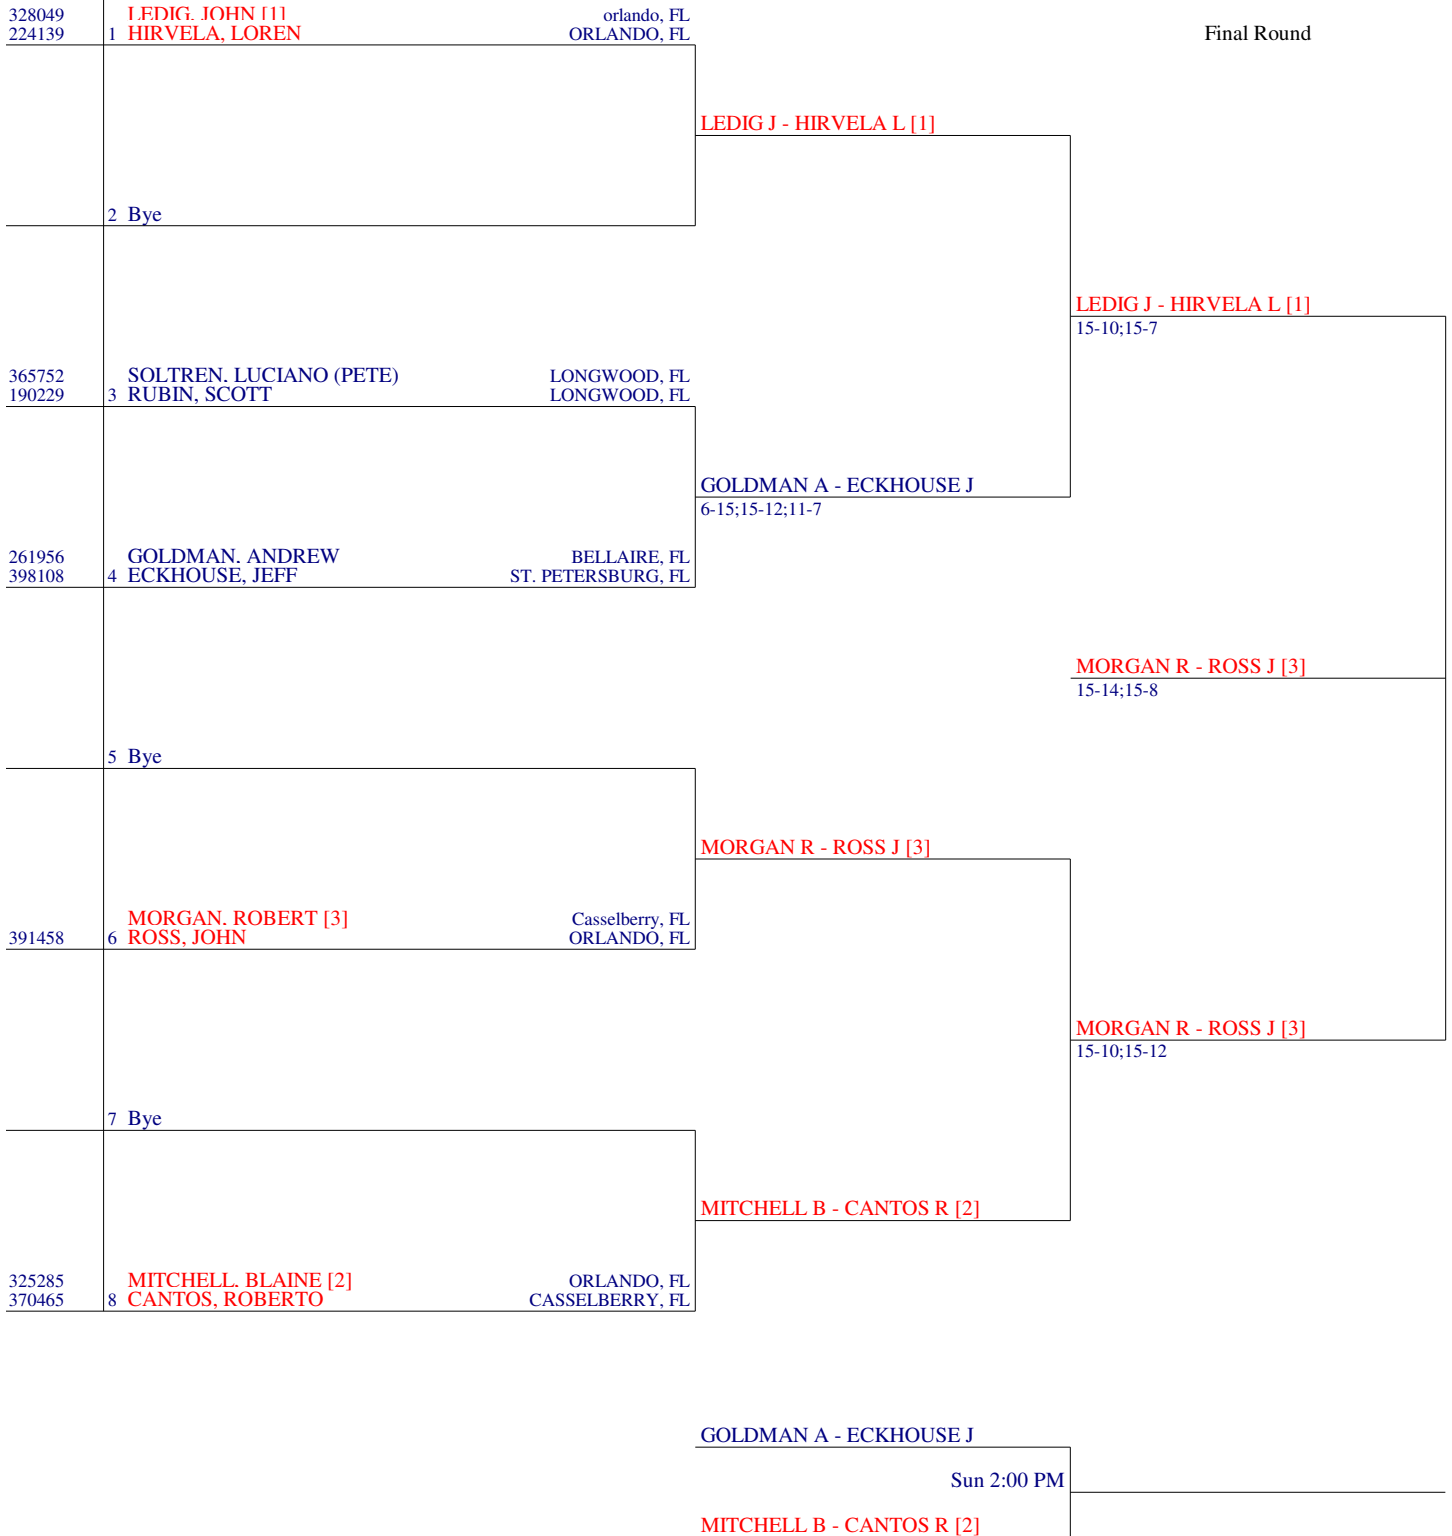 328049 LEDIG, JOHN [1] orlando, FL
224139 1 HIRVELA, LOREN ORLANDO, FL
Final Round
LEDIG J - HIRVELA L [1]
2 Bye
LEDIG J - HIRVELA L [1]
15-10;15-7
365752 SOLTREN, LUCIANO (PETE) LONGWOOD, FL
190229 3 RUBIN, SCOTT LONGWOOD, FL
GOLDMAN A - ECKHOUSE J
6-15;15-12;11-7
261956 GOLDMAN, ANDREW BELLAIRE, FL
398108 4 ECKHOUSE, JEFF ST. PETERSBURG, FL
MORGAN R - ROSS J [3]
15-14;15-8
5 Bye
MORGAN R - ROSS J [3]
MORGAN, ROBERT [3] Casselberry, FL
391458 6 ROSS, JOHN ORLANDO, FL
MORGAN R - ROSS J [3]
15-10;15-12
7 Bye
MITCHELL B - CANTOS R [2]
325285 MITCHELL, BLAINE [2] ORLANDO, FL
370465 8 CANTOS, ROBERTO CASSELBERRY, FL
GOLDMAN A - ECKHOUSE J
Sun 2:00 PM
MITCHELL B - CANTOS R [2]